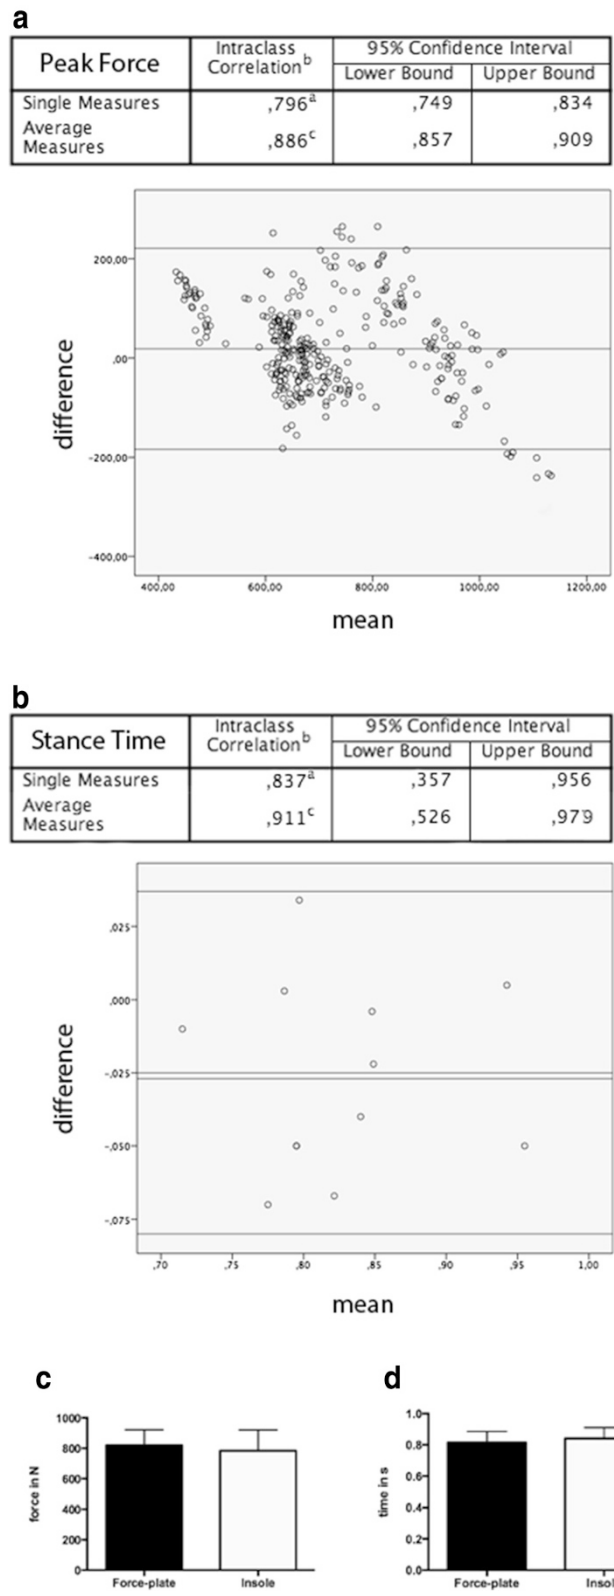 a
Peak Force
Intraclass
Correlation b
95% Confidence Interval
Lower Bound Upper Bound
Single Measures ,796a ,749 ,834
Average
Measures ,886c ,857 ,909
200,00
,00
-200,00
-400,00
difference
400,00 600,00 800,00 1000,00 1200,00
mean
b
Stance Time
Intraclass
Correlation b
95% Confidence Interval
Lower Bound Upper Bound
Single Measures ,837a ,357 ,956
Average
Measures ,911c ,526 ,979
,025
,000
-,025
-,050
-,075
difference
,70 ,75 ,80 ,85 ,90 ,95 1,00
mean
c
1000
800
600
400
200
0
force in N
Force-plate Insole
d
1.0
0.8
0.6
0.4
0.2
0.0
time in s
Force-plate Insol